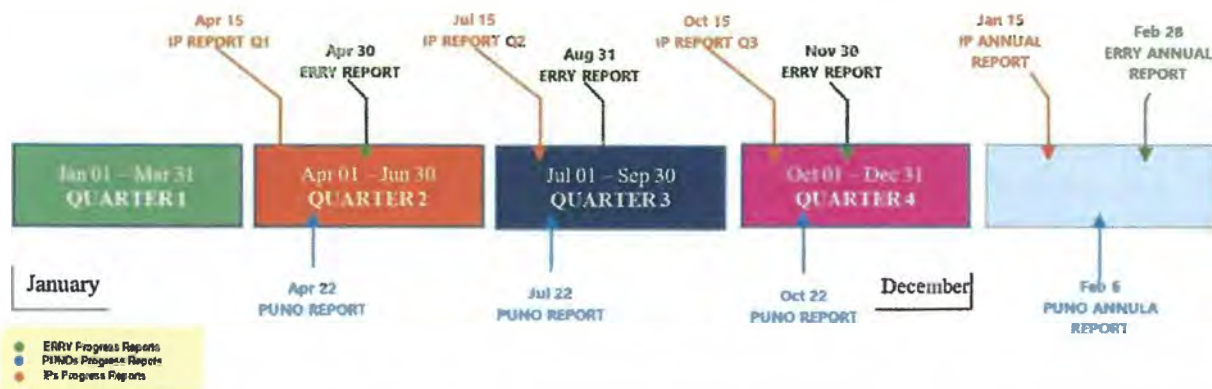 Apr 15
IP REPORT Q1
Apr 30
ERRY REPORT
Jul 15
IP REPORT Q2
Aug 31
ERRY REPORT
Oct 15
IP REPORT Q3
Nov 30
ERRY REPORT
Jan 15
IP ANNUAL
REPORT
Feb 28
ERRY ANNUAL
REPORT
Jan 01 – Mar 31
QUARTER 1
Apr 01 – Jun 30
QUARTER 2
Jul 01 – Sep 30
QUARTER 3
Oct 01 – Dec 31
QUARTER 4
January
Apr 22
PUNO REPORT
Jul 22
PUNO REPORT
Oct 22
PUNO REPORT
December
Feb 6
PUNO ANNULA
REPORT
ERRY Progress Reports
PUNOs Progress Reports
IPs Progress Reports